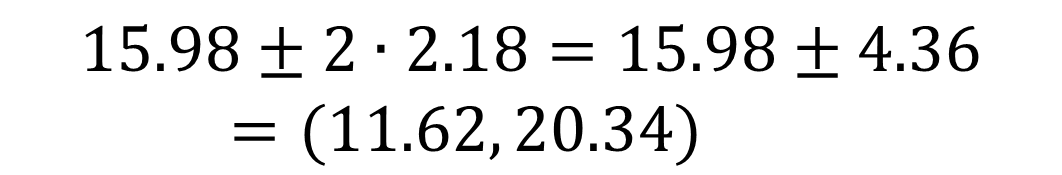 15.98 ± 2 · 2.18 = 15.98 ± 4.36
= (11.62, 20.34)